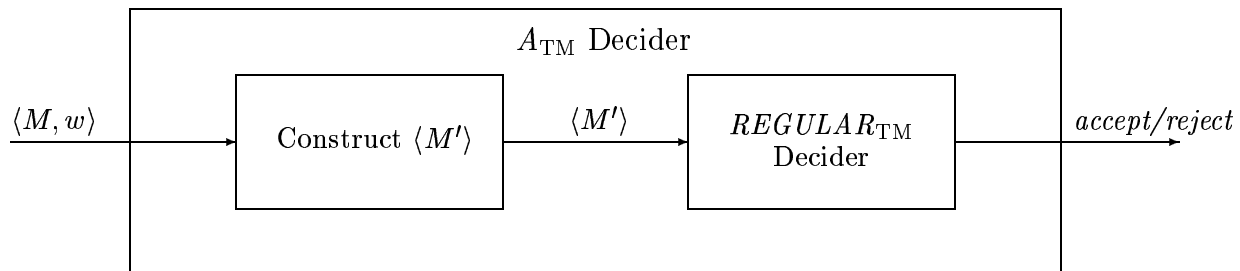 A_TM Decider
⟨M, w⟩
Construct ⟨M′⟩
⟨M′⟩
REGULAR_TM
Decider
accept/reject